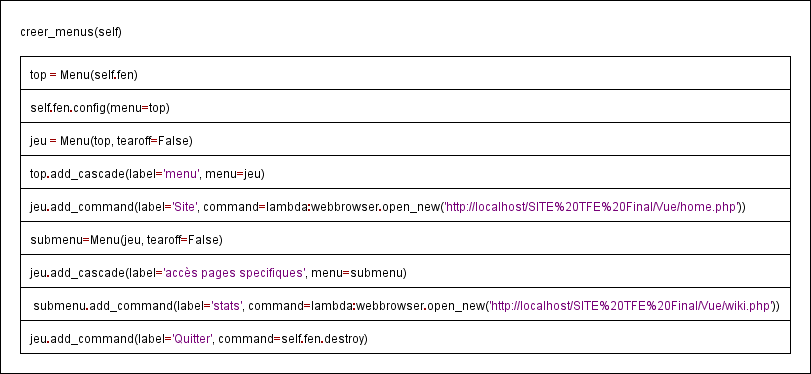 creer_menus(self)
top = Menu(self.fen)
self.fen.config(menu=top)
jeu = Menu(top, tearoff=False)
top.add_cascade(label='menu', menu=jeu)
jeu.add_command(label='Site', command=lambda:webbrowser.open_new('http://localhost/SITE%20TFE%20Final/Vue/home.php'))
submenu=Menu(jeu, tearoff=False)
jeu.add_cascade(label='accès pages specifiques', menu=submenu)
submenu.add_command(label='stats', command=lambda:webbrowser.open_new('http://localhost/SITE%20TFE%20Final/Vue/wiki.php'))
jeu.add_command(label='Quitter', command=self.fen.destroy)